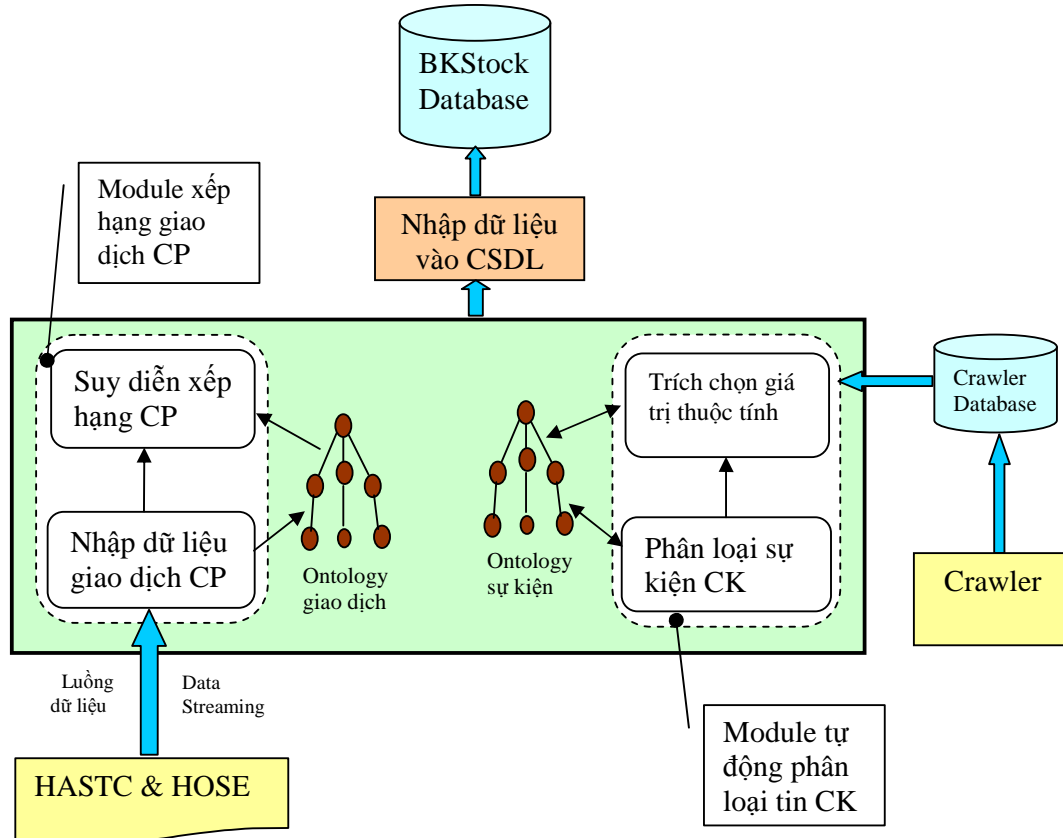 BKStock
Database
Module xếp
hạng giao
dịch CP
Nhập dữ liệu
vào CSDL
Suy diễn xếp
hạng CP
Trích chọn giá
trị thuộc tính
Crawler
Database
Nhập dữ liệu
giao dịch CP
Ontology
giao dịch
Ontology
sự kiện
Phân loại sự
kiện CK
Crawler
Luồng
dữ liệu
Data
Streaming
Module tự
động phân
loại tin CK
HASTC & HOSE